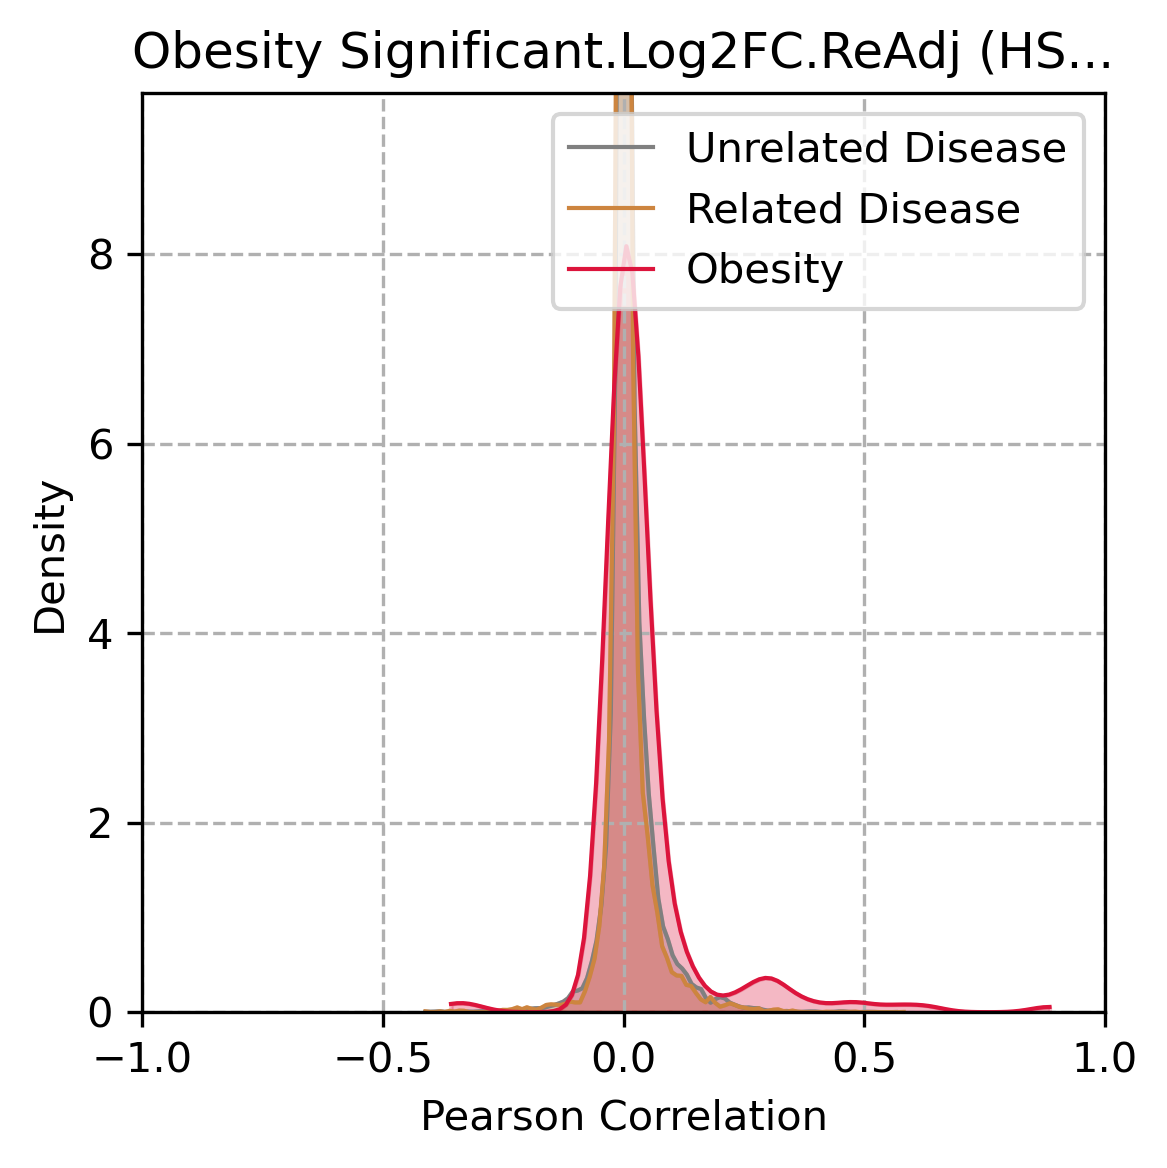 Obesity Significant.Log2FC.ReAdj (HS...
Unrelated Disease
Related Disease
Obesity
8
6
4
2
0
Density
−1.0
−0.5
0.0
0.5
1.0
Pearson Correlation